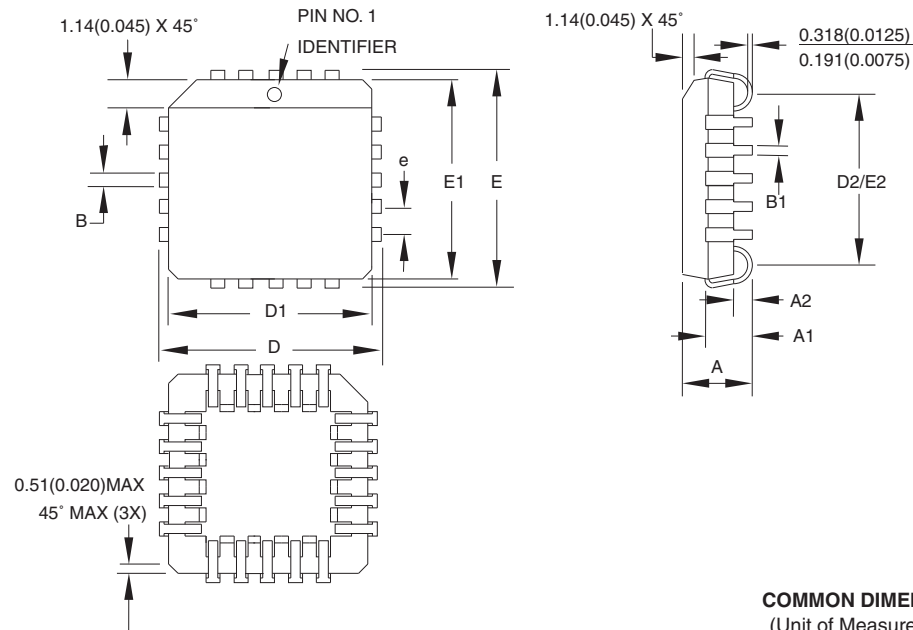 1.14(0.045) X 45˚
PIN NO. 1
IDENTIFIER
1.14(0.045) X 45˚
0.318(0.0125)
0.191(0.0075)
e
E1
E
B
B1
D2/E2
D1
D
A2
A1
A
0.51(0.020)MAX
45˚ MAX (3X)
COMMON DIME
(Unit of Measure